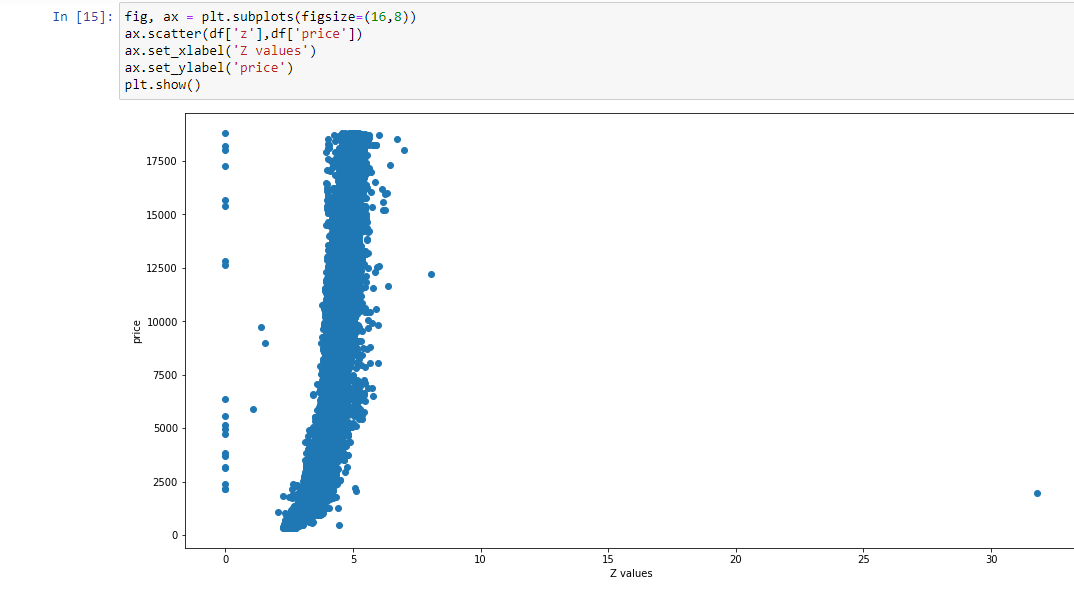 In [15]: fig, ax = plt.subplots(figsize=(16,8))
ax.scatter(df['z'],df['price'])
ax.set_xlabel('Z values')
ax.set_ylabel('price')
plt.show()
17500
15000
12500
10000
7500
5000
2500
0
price
0 5 10 15 20 25 30
Z values